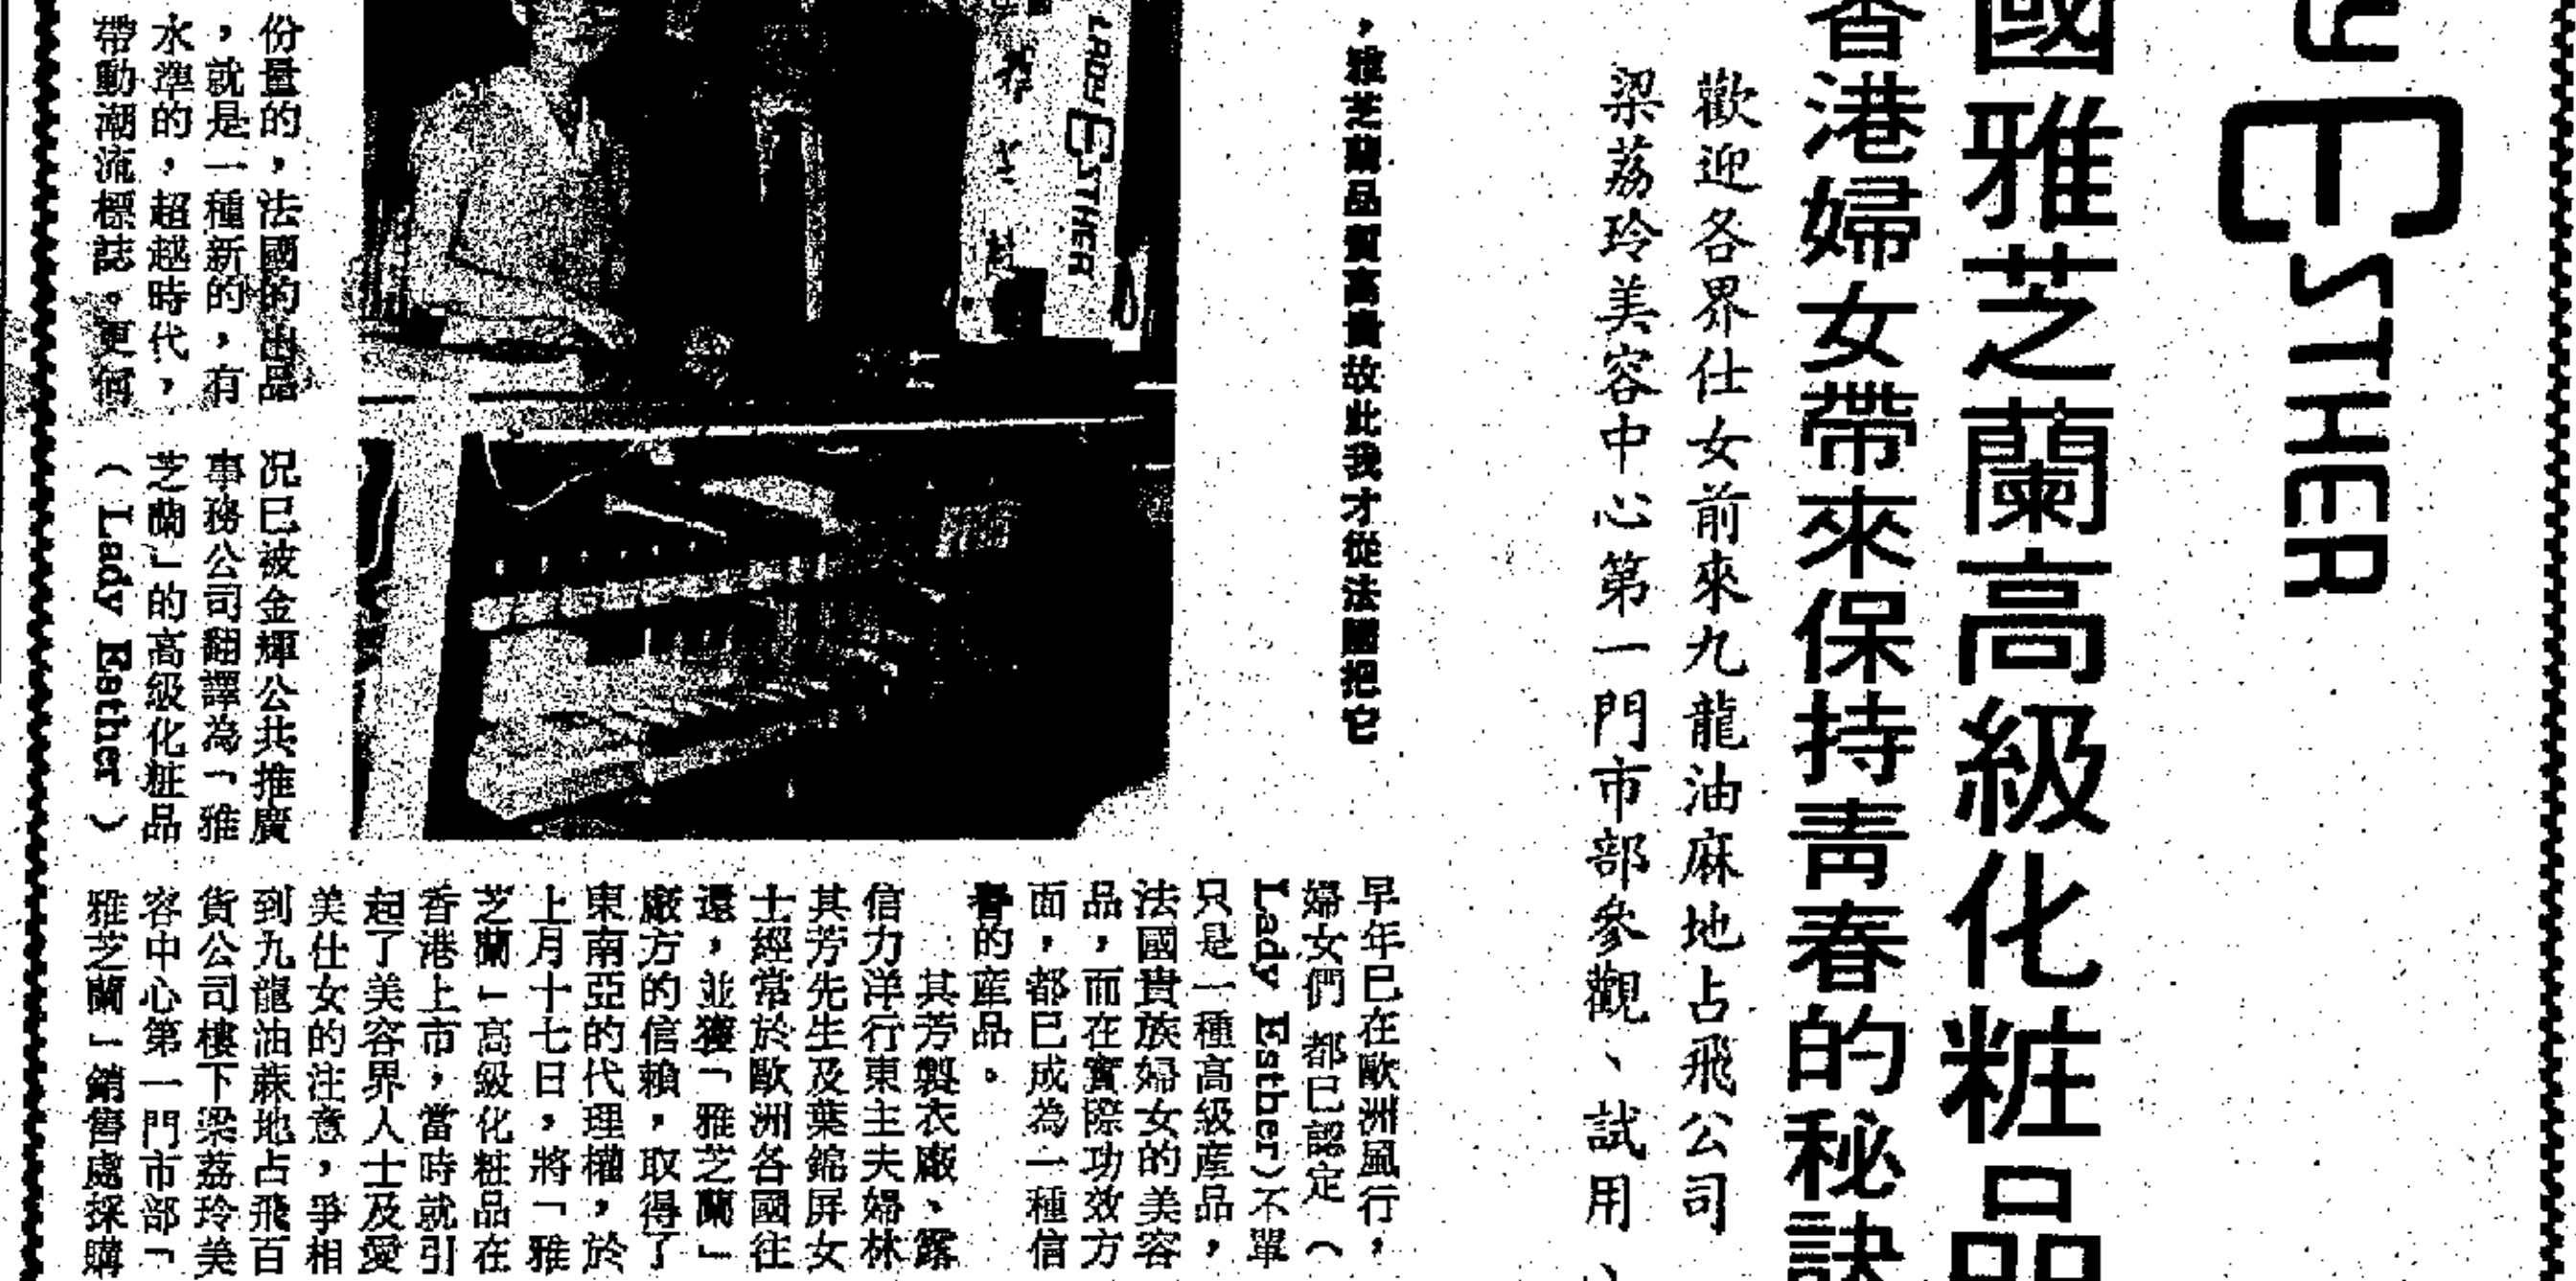 y ESTHER
國雅芝蘭高級化粧品
香港婦女帶來保持青春的秘訣
歡迎各界仕女前來九龍油麻地占飛公司
梁荔玲美容中心第一門市部參觀、試用、
，雅芝蘭品質高貴故此我才從法國把它
LADY ESTHER
雅芝蘭
份量的，法國的出品
，就是一種新的，有
水準的，超越時代，
帶動潮流標誌。更何
况已被金輝公共推廣
事務公司翻譯為「雅
芝蘭」的高級化粧品
（Lady Esther）
早年已在歐洲風行，
婦女們都已認定（
Lady Esther)不單
只是一種高級産品，
法國貴族婦女的美容
品，而在實際功效方
面，都已成為一種信
譽的産品。
其芳製衣廠、露
信力洋行東主夫婦林
其芳先生及葉錦屏女
士經常於歐洲各國往
還，並獲「雅芝蘭」
廠方的信賴，取得了
東南亞的代理權，於
上月十七日，將「雅
芝蘭」高級化粧品在
香港上市，當時就引
起了美容界人士及愛
美仕女的注意，爭相
到九龍油蔴地占飛百
貨公司樓下梁荔玲美
容中心第一門市部「
雅芝蘭」銷售處採購